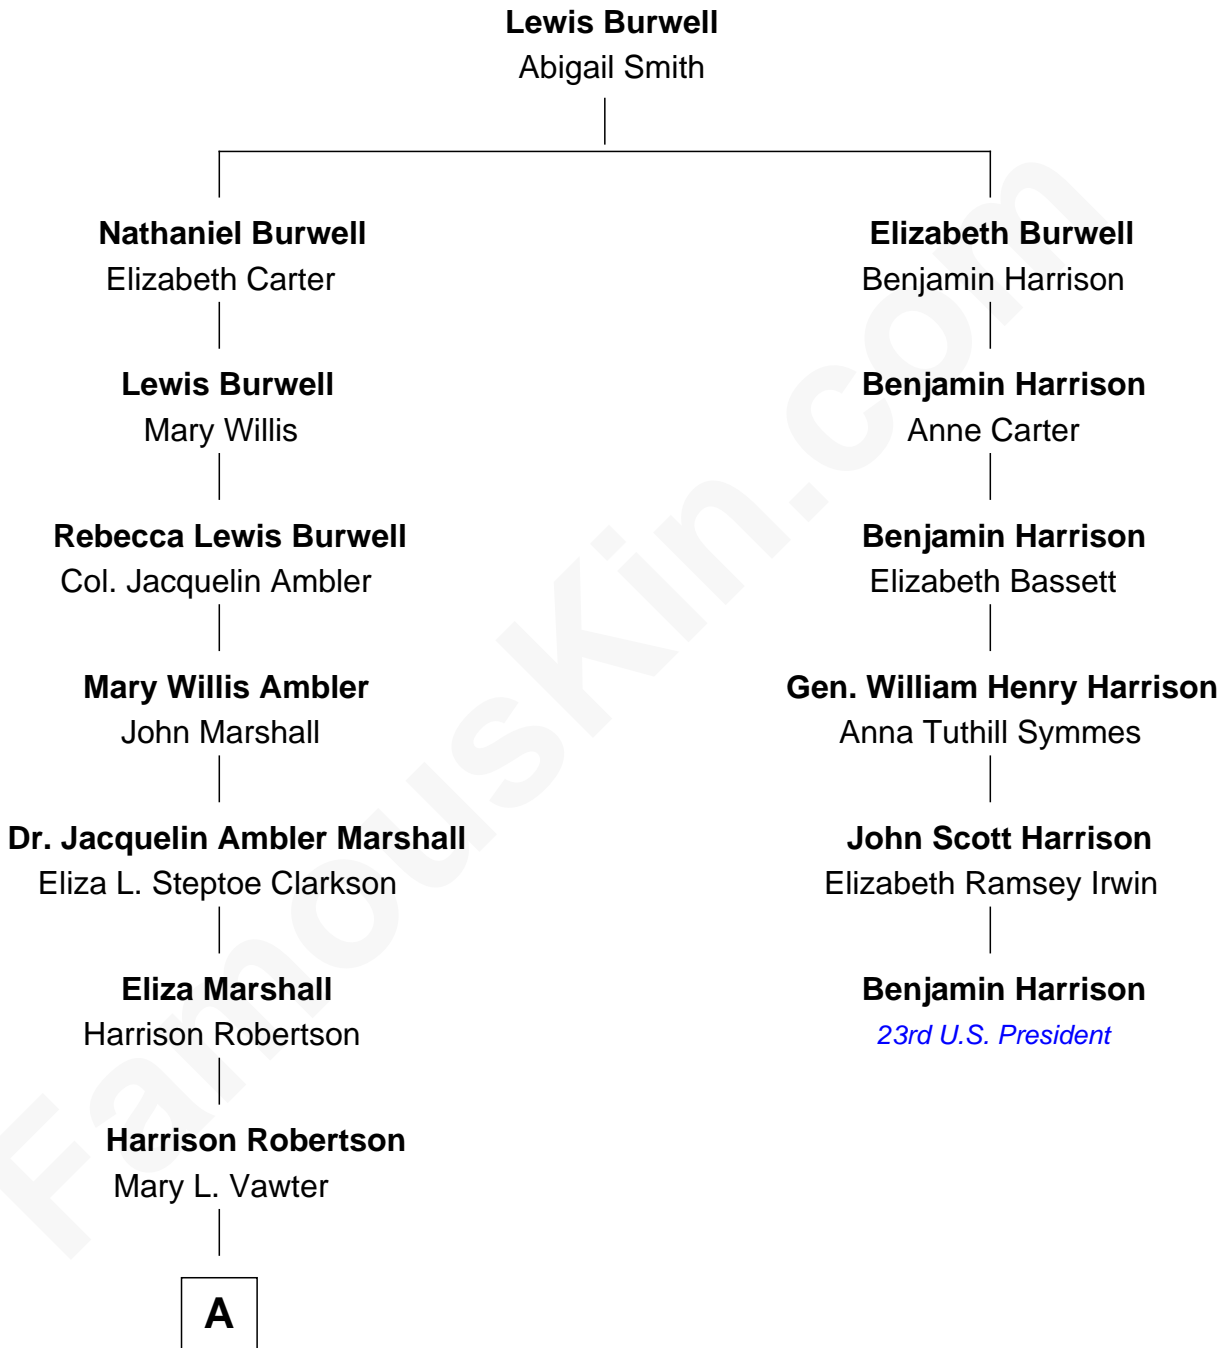 Lewis Burwell
Abigail Smith
Nathaniel Burwell
Elizabeth Carter
Elizabeth Burwell
Benjamin Harrison
Lewis Burwell
Mary Willis
Benjamin Harrison
Anne Carter
Rebecca Lewis Burwell
Col. Jacquelin Ambler
Benjamin Harrison
Elizabeth Bassett
Mary Willis Ambler
John Marshall
Gen. William Henry Harrison
Anna Tuthill Symmes
Dr. Jacquelin Ambler Marshall
Eliza L. Steptoe Clarkson
John Scott Harrison
Elizabeth Ramsey Irwin
Eliza Marshall
Harrison Robertson
Benjamin Harrison
23rd U.S. President
Harrison Robertson
Mary L. Vawter
A
FamousKin.com